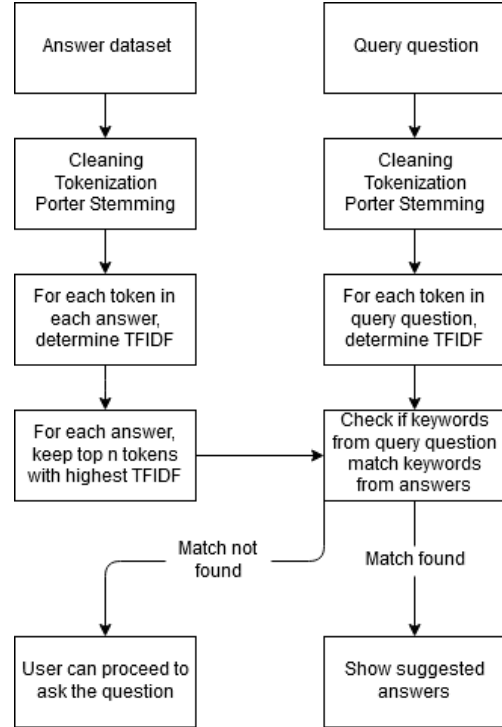 Answer dataset
Query question
Cleaning
Tokenization
Porter Stemming
Cleaning
Tokenization
Porter Stemming
For each token in
each answer,
determine TFIDF
For each token in
query question,
determine TFIDF
For each answer,
keep top n tokens
with highest TFIDF
Check if keywords
from query question
match keywords
from answers
Match not
found
Match found
User can proceed to
ask the question
Show suggested
answers